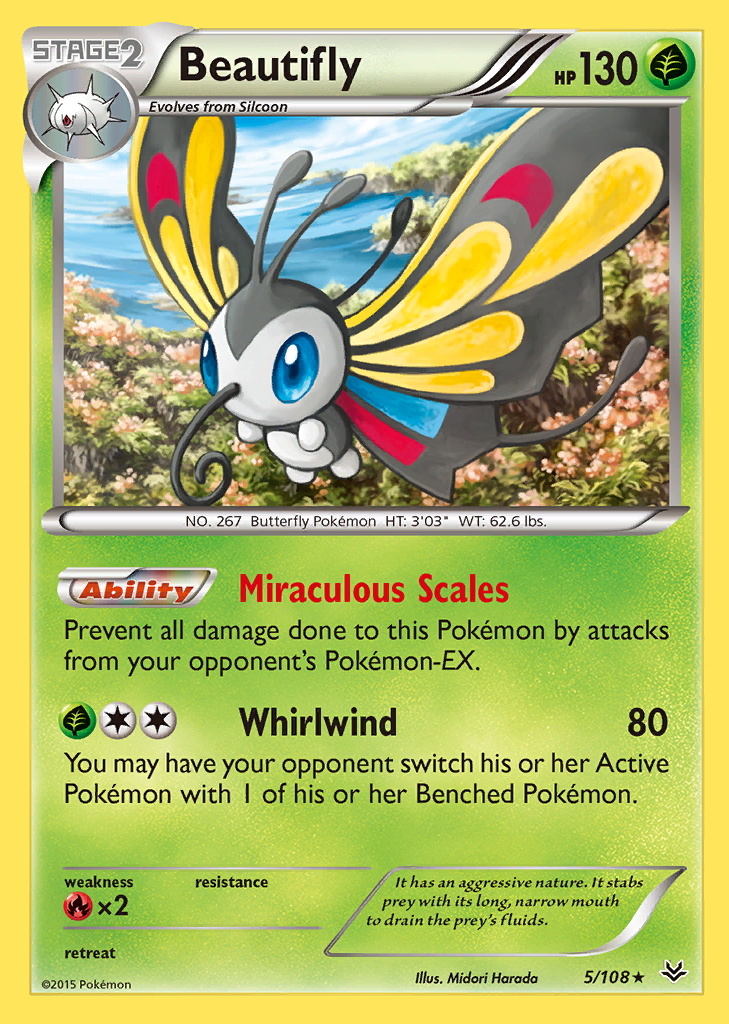 STAGE2
Beautifly
HP130
Evolves from Silcoon
NO. 267 Butterfly Pokémon HT: 3'03" WT: 62.6 lbs.
Ability Miraculous Scales
Prevent all damage done to this Pokémon by attacks
from your opponent's Pokémon-EX.
Whirlwind 80
You may have your opponent switch his or her Active
Pokémon with 1 of his or her Benched Pokémon.
weakness resistance
×2
retreat
It has an aggressive nature. It stabs
prey with its long, narrow mouth
to drain the prey's fluids.
©2015 Pokémon Illus. Midori Harada 5/108★